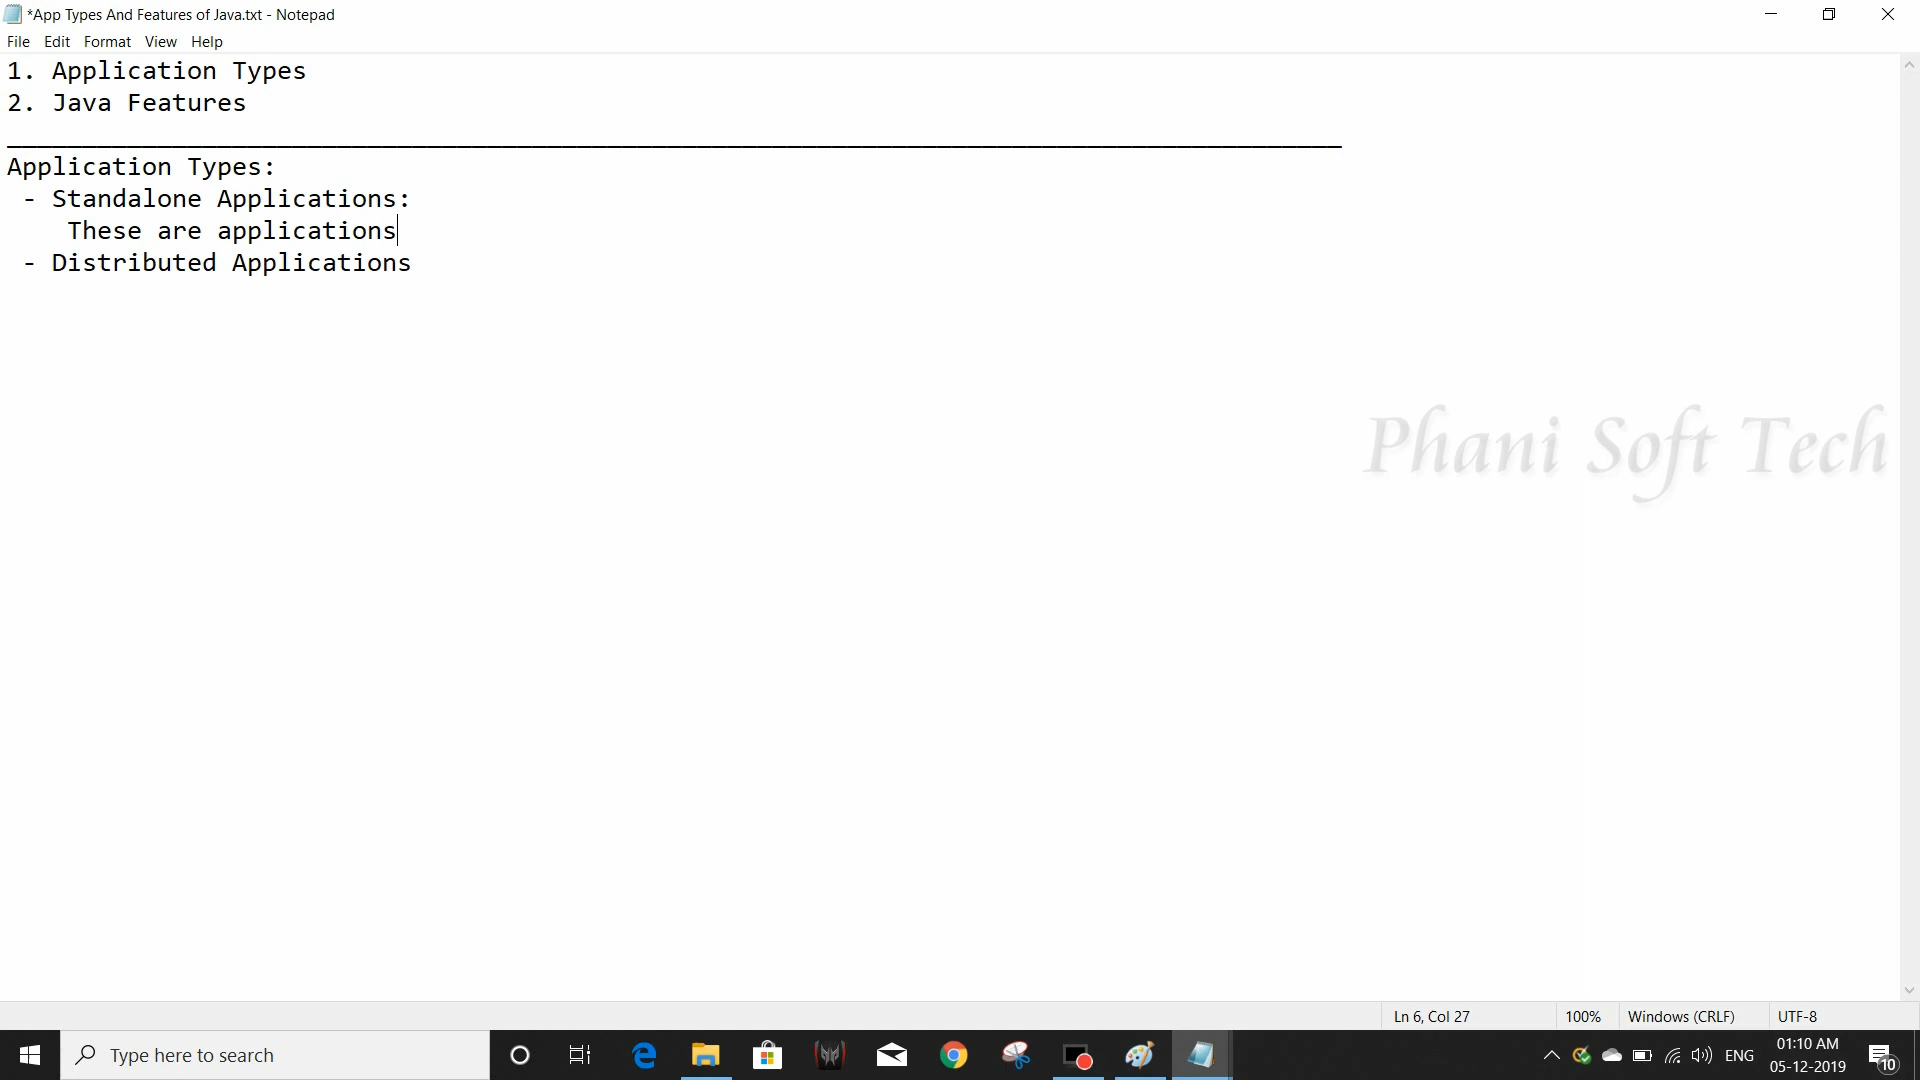 *App Types And Features of Java.txt - Notepad
File Edit Format View Help
1. Application Types
2. Java Features
Application Types:
- Standalone Applications:
These are applications
- Distributed Applications
Phani Soft Tech
Ln 6, Col 27 100% Windows (CRLF) UTF-8
Type here to search
ENG
01:10 AM
05-12-2019
10